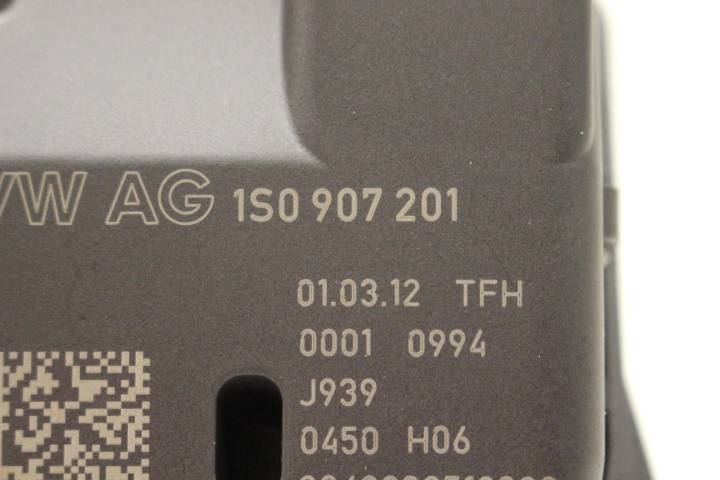 VW AG 1S0 907 201
01.03.12 TFH
0001 0994
J939
0450 H06